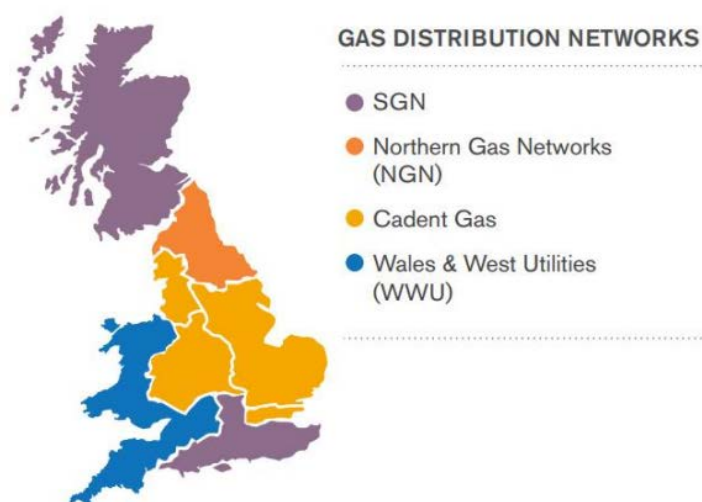 GAS DISTRIBUTION NETWORKS
SGN
Northern Gas Networks
(NGN)
Cadent Gas
Wales & West Utilities
(WWU)